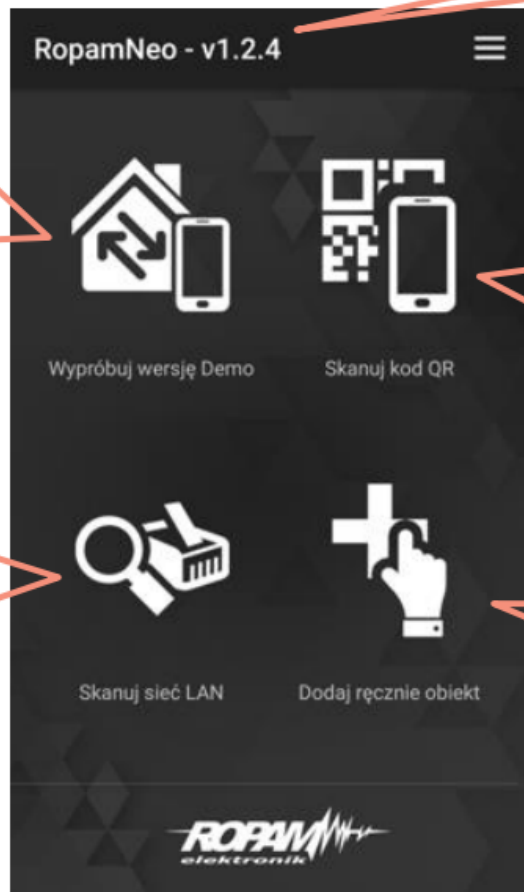 RopamNeo - v1.2.4
Wypróbuj wersję Demo
Skanuj kod QR
Skanuj sieć LAN
Dodaj ręcznie obiekt
ROPAM
elektronik